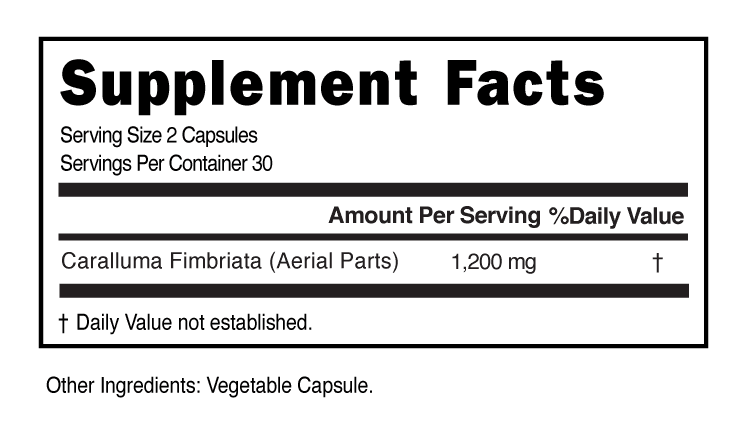 Supplement Facts
Serving Size 2 Capsules
Servings Per Container 30
Amount Per Serving %Daily Value
Caralluma Fimbriata (Aerial Parts) 1,200 mg †
† Daily Value not established.
Other Ingredients: Vegetable Capsule.